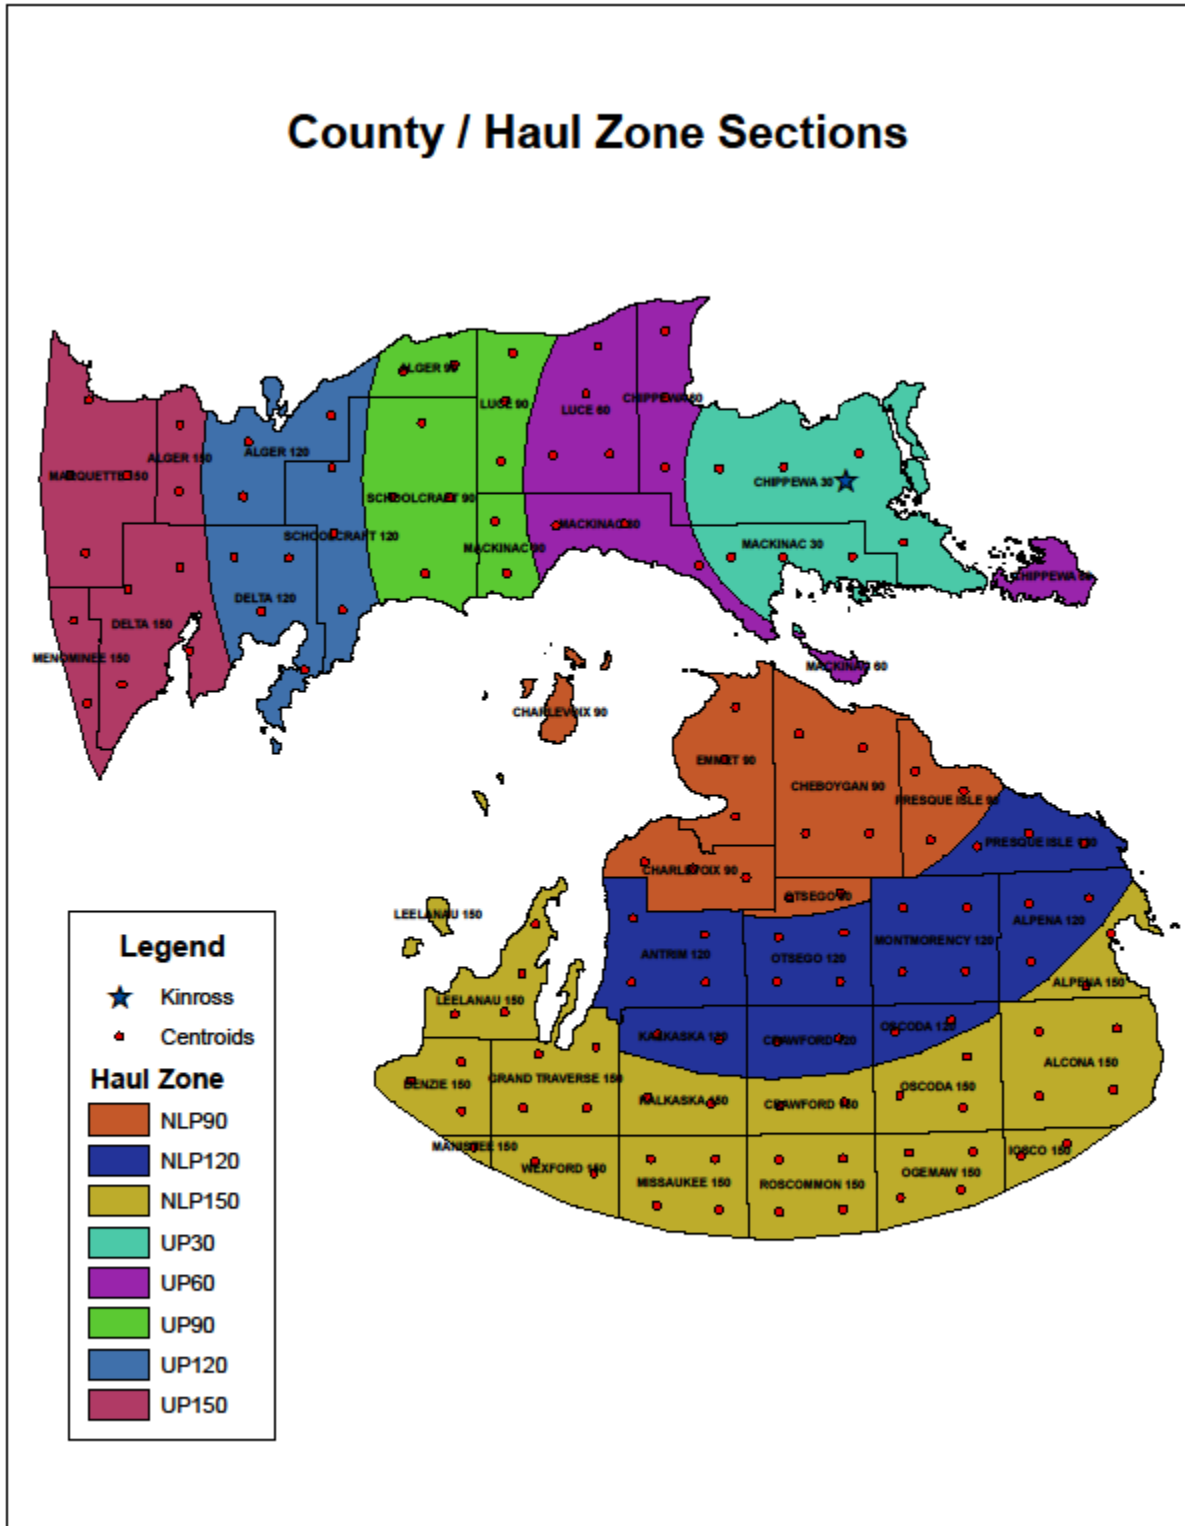 County / Haul Zone Sections
ALGER 90
LUCE 90
LUCE 60
CHIPPEWA 60
MARQUETTE 150
ALGER 150
ALGER 120
SCHOOLCRAFT 90
CHIPPEWA 30
SCHOOLCRAFT 120
MACKINAC 90
MACKINAC 60
MACKINAC 30
CHIPPEWA 60
DELTA 120
DELTA 150
MENOMINEE 150
MACKINAC 60
CHARLEVOIX 90
EMMET 90
CHEBOYGAN 90
PRESQUE ISLE 90
PRESQUE ISLE 120
CHARLEVOIX 90
OTSEGO 90
LEELANAU 150
ALPENA 120
ANTRIM 120
OTSEGO 120
MONTMORENCY 120
ALPENA 150
LEELANAU 150
KALKASKA 120
CRAWFORD 120
OSCODA 120
ALCONA 150
BENZIE 150
GRAND TRAVERSE 150
KALKASKA 150
CRAWFORD 150
OSCODA 150
MANISTEE 150
WEXFORD 150
MISSAUKEE 150
ROSCOMMON 150
OGEMAW 150
IOSCO 150
Legend
Kinross
Centroids
Haul Zone
NLP90
NLP120
NLP150
UP30
UP60
UP90
UP120
UP150